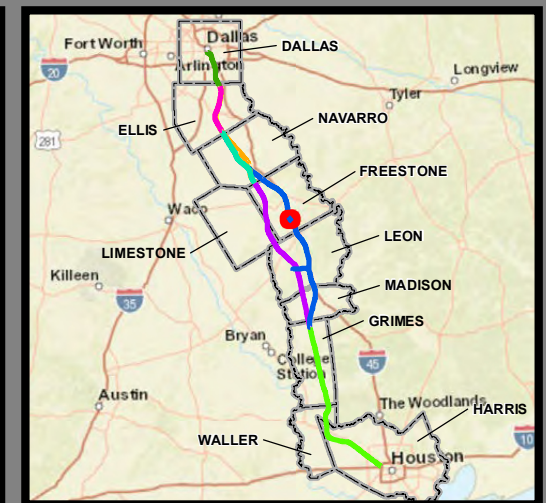 Dallas
Fort Worth
DALLAS
Arlington
Longview
20
Tyler
NAVARRO
ELLIS
281
FREESTONE
Waco
LEON
LIMESTONE
Killeen
MADISON
35
GRIMES
Bryan
College
Station
45
Austin
The Woodlands
HARRIS
WALLER
10
Houston